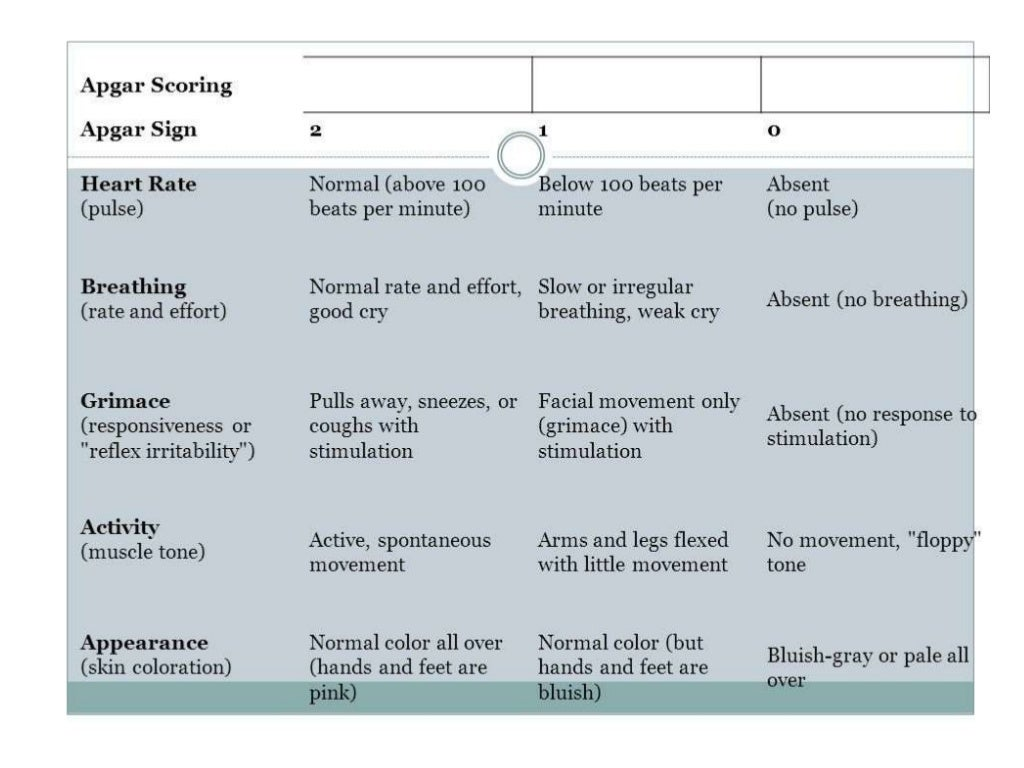 Apgar Scoring
Apgar Sign 2 1 0
Heart Rate Normal (above 100 Below 100 beats per Absent
(pulse) beats per minute) minute (no pulse)
Breathing Normal rate and effort, Slow or irregular
(rate and effort) good cry breathing, weak cry Absent (no breathing)
Grimace Pulls away, sneezes, or Facial movement only
(responsiveness or coughs with (grimace) with Absent (no response to
"reflex irritability") stimulation stimulation stimulation)
Activity
(muscle tone) Active, spontaneous Arms and legs flexed No movement, "floppy"
movement with little movement tone
Appearance Normal color all over Normal color (but
(skin coloration) (hands and feet are hands and feet are Bluish-gray or pale all
pink) bluish) over